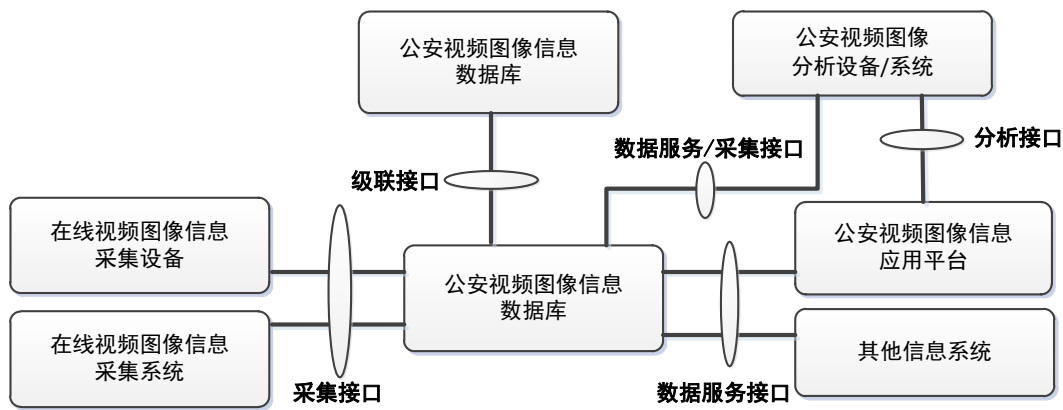 公安视频图像信息
数据库
公安视频图像
分析设备/系统
数据服务/采集接口
分析接口
级联接口
在线视频图像信息
采集设备
公安视频图像信息
应用平台
公安视频图像信息
数据库
在线视频图像信息
采集系统
其他信息系统
采集接口
数据服务接口